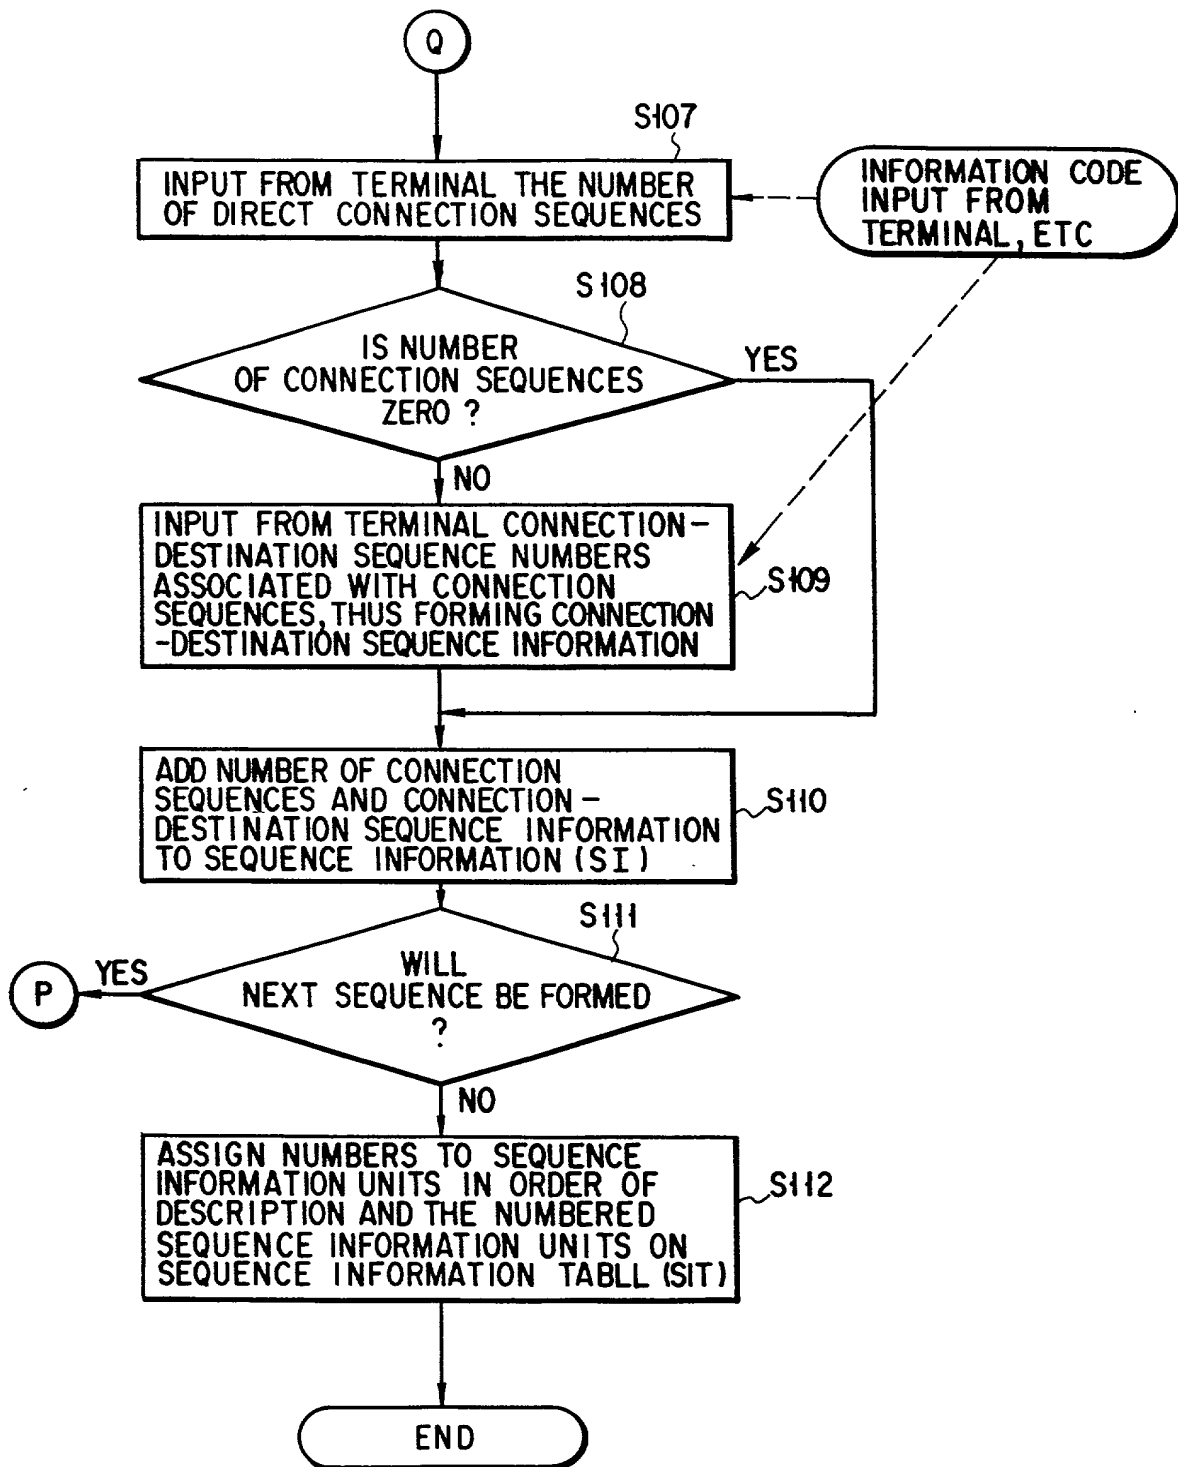 Q
S107
INPUT FROM TERMINAL THE NUMBER
OF DIRECT CONNECTION SEQUENCES
INFORMATION CODE
INPUT FROM
TERMINAL, ETC
S108
IS NUMBER
OF CONNECTION SEQUENCES
ZERO ?
YES
NO
INPUT FROM TERMINAL CONNECTION-
DESTINATION SEQUENCE NUMBERS
ASSOCIATED WITH CONNECTION
SEQUENCES, THUS FORMING CONNECTION
-DESTINATION SEQUENCE INFORMATION
S109
ADD NUMBER OF CONNECTION
SEQUENCES AND CONNECTION-
DESTINATION SEQUENCE INFORMATION
TO SEQUENCE INFORMATION (SI)
S110
S111
WILL
NEXT SEQUENCE BE FORMED
?
YES
P
NO
ASSIGN NUMBERS TO SEQUENCE
INFORMATION UNITS IN ORDER OF
DESCRIPTION AND THE NUMBERED
SEQUENCE INFORMATION UNITS ON
SEQUENCE INFORMATION TABLL (SIT)
S112
END